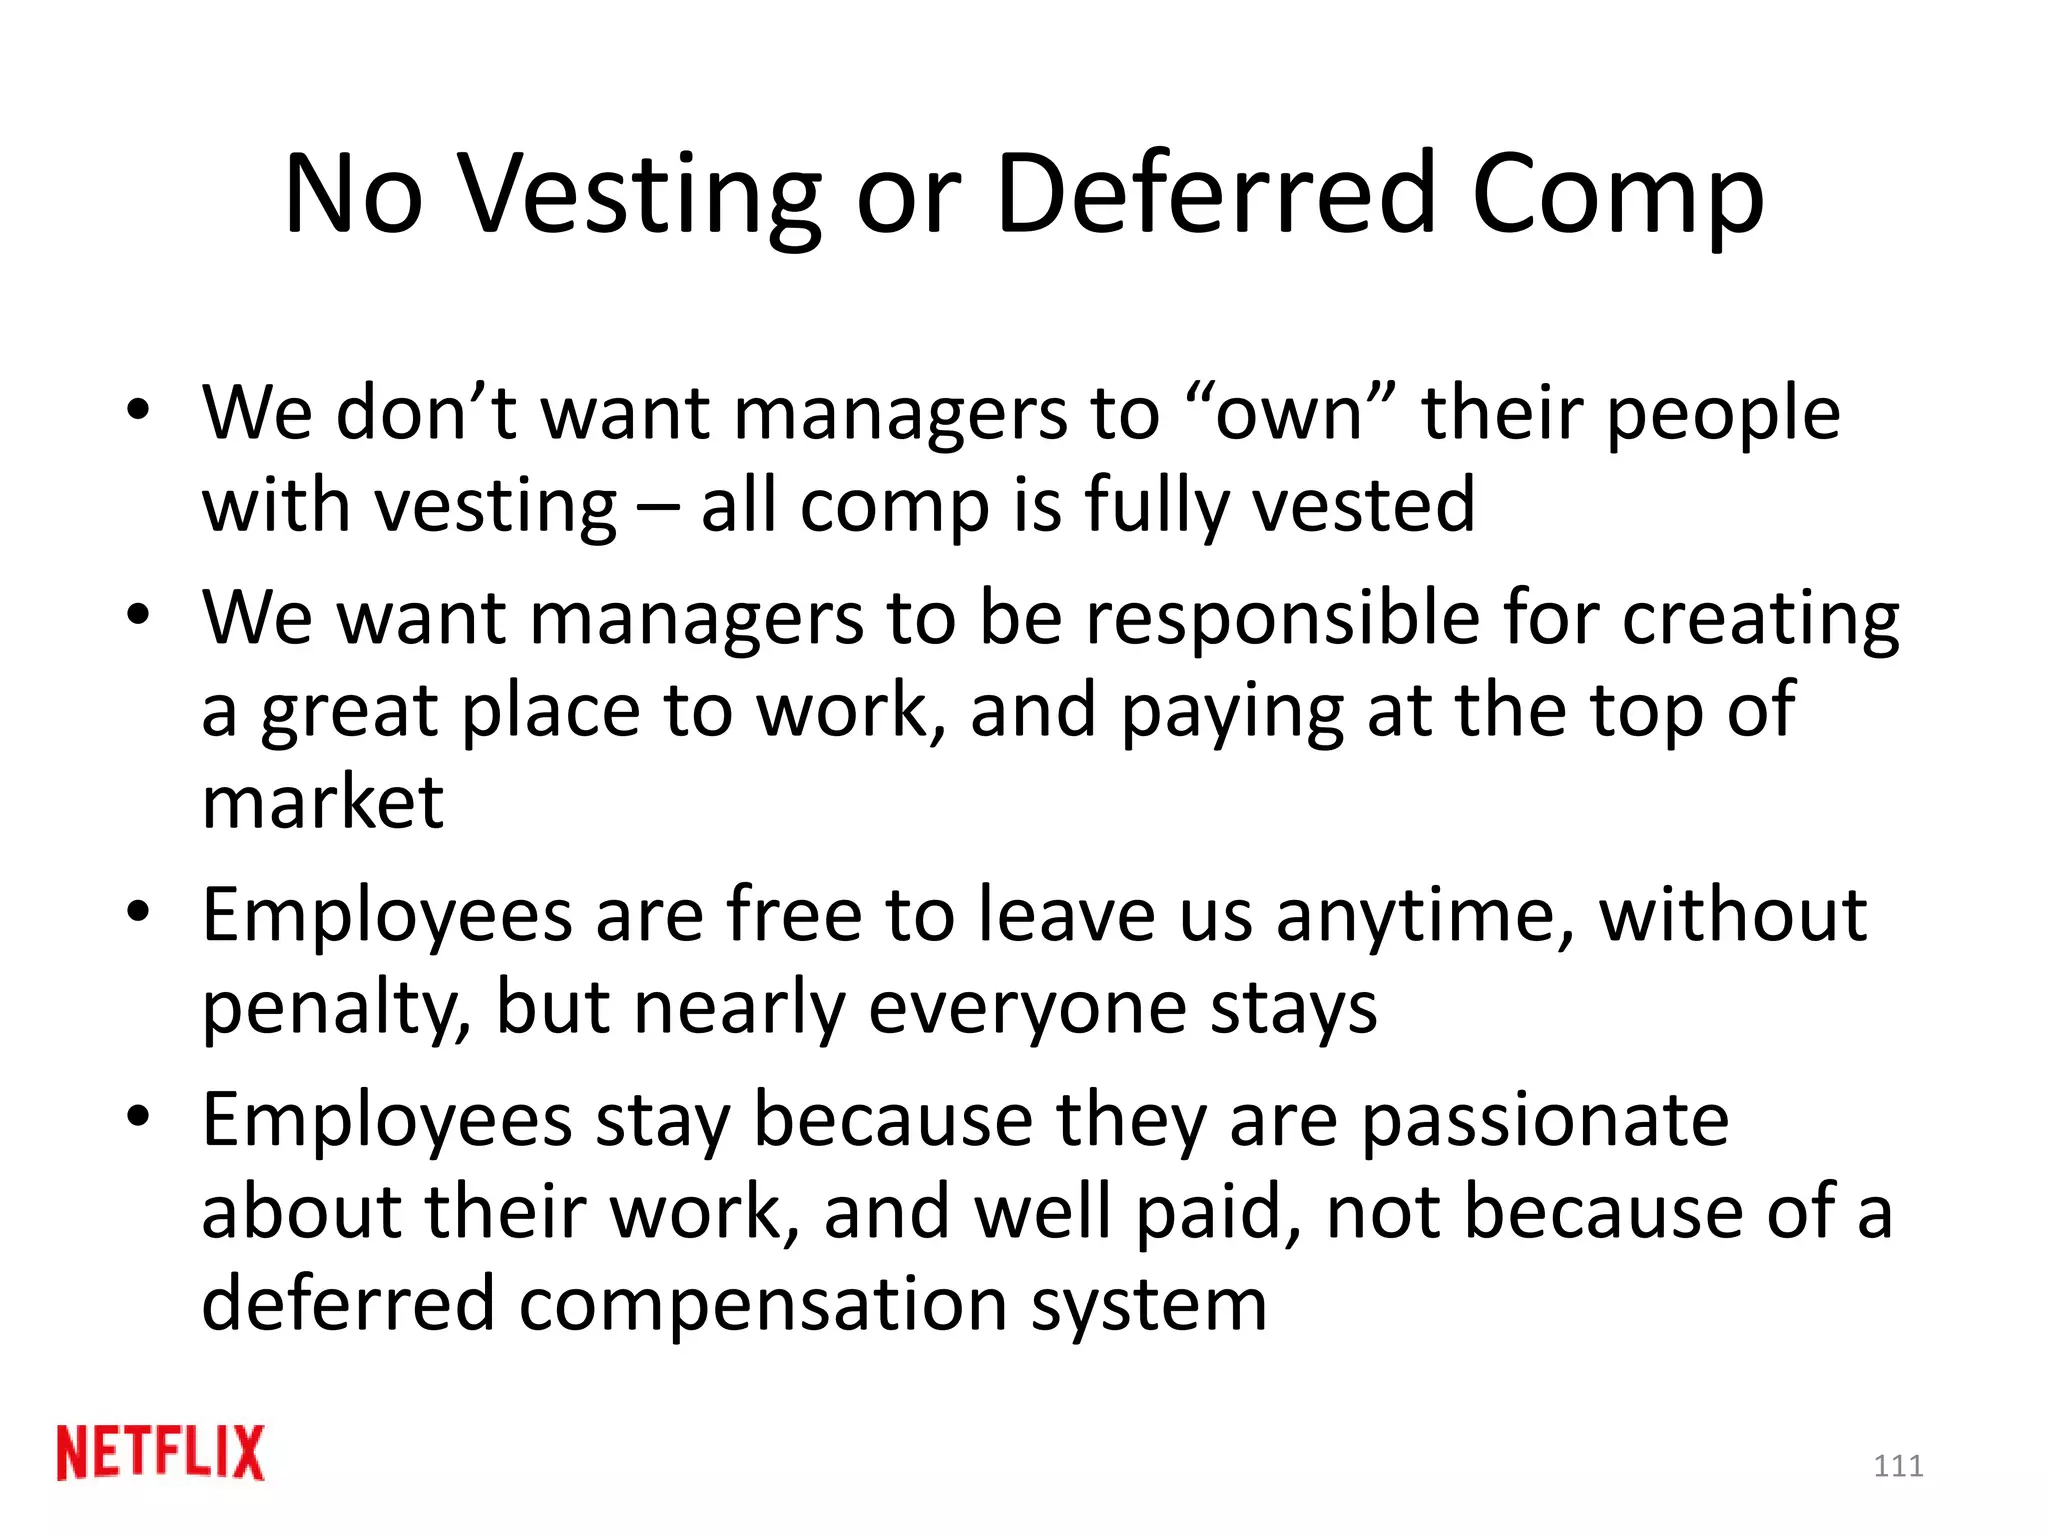 No Vesting or Deferred Comp
• We don’t want managers to “own” their people
with vesting – all comp is fully vested
• We want managers to be responsible for creating
a great place to work, and paying at the top of
market
• Employees are free to leave us anytime, without
penalty, but nearly everyone stays
• Employees stay because they are passionate
about their work, and well paid, not because of a
deferred compensation system
NETFLIX
111